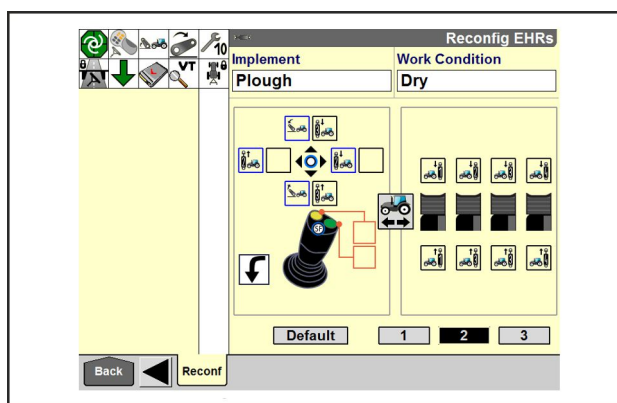 10
VT
Reconfig EHRs
Implement
Work Condition
Plough
Dry
Default
1
2
3
Back
Reconf